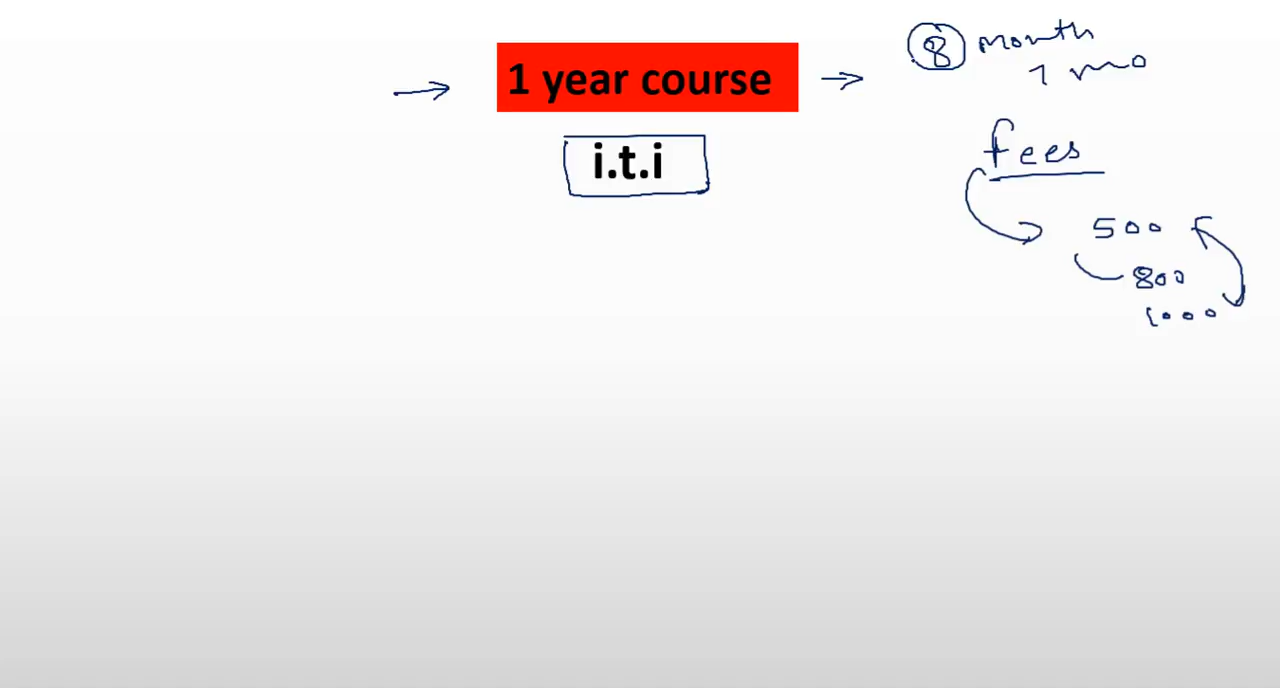 1 year course
i.t.i
8 month
7 mo
fees
500
800
1000